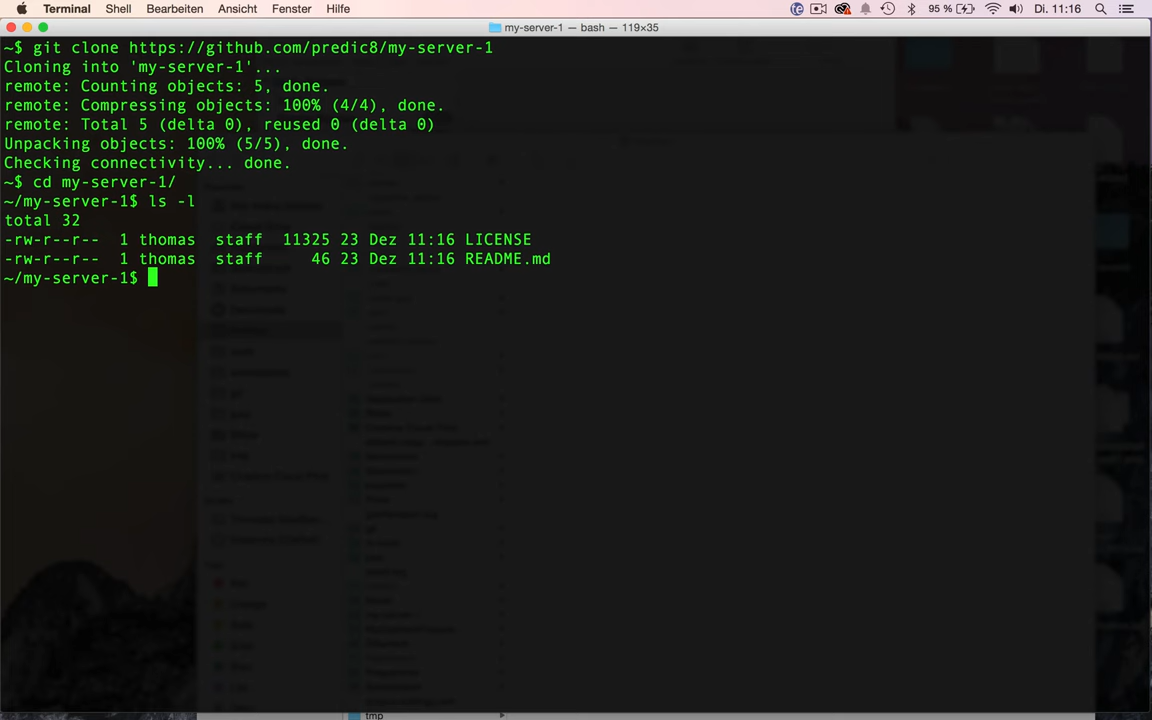 Terminal Shell Bearbeiten Ansicht Fenster Hilfe 95 % Di. 11:16
my-server-1 — bash — 119×35
~$ git clone https://github.com/predic8/my-server-1
Cloning into 'my-server-1'...
remote: Counting objects: 5, done.
remote: Compressing objects: 100% (4/4), done.
remote: Total 5 (delta 0), reused 0 (delta 0)
Unpacking objects: 100% (5/5), done.
Checking connectivity... done.
~$ cd my-server-1/
~/my-server-1$ ls -l
total 32
-rw-r--r--  1 thomas  staff  11325 23 Dez 11:16 LICENSE
-rw-r--r--  1 thomas  staff     46 23 Dez 11:16 README.md
~/my-server-1$
tmp